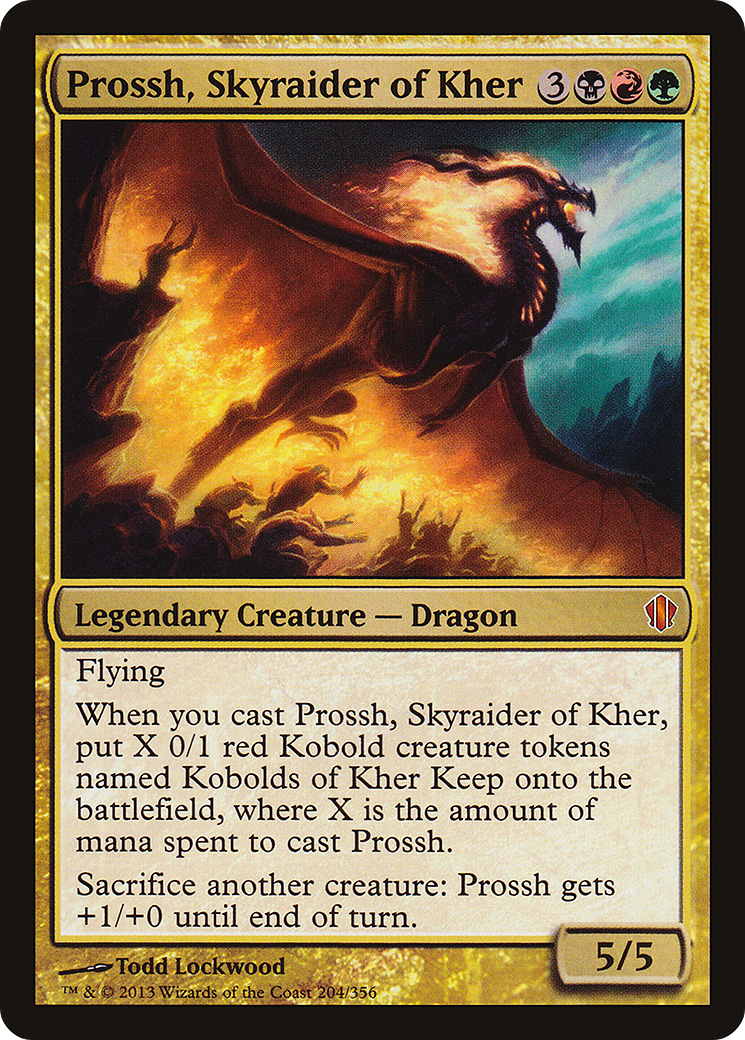 Prossh, Skyraider of Kher 3
Legendary Creature — Dragon
Flying
When you cast Prossh, Skyraider of Kher,
put X 0/1 red Kobold creature tokens
named Kobolds of Kher Keep onto the
battlefield, where X is the amount of
mana spent to cast Prossh.
Sacrifice another creature: Prossh gets
+1/+0 until end of turn.
5/5
Todd Lockwood
™ & © 2013 Wizards of the Coast 204/356